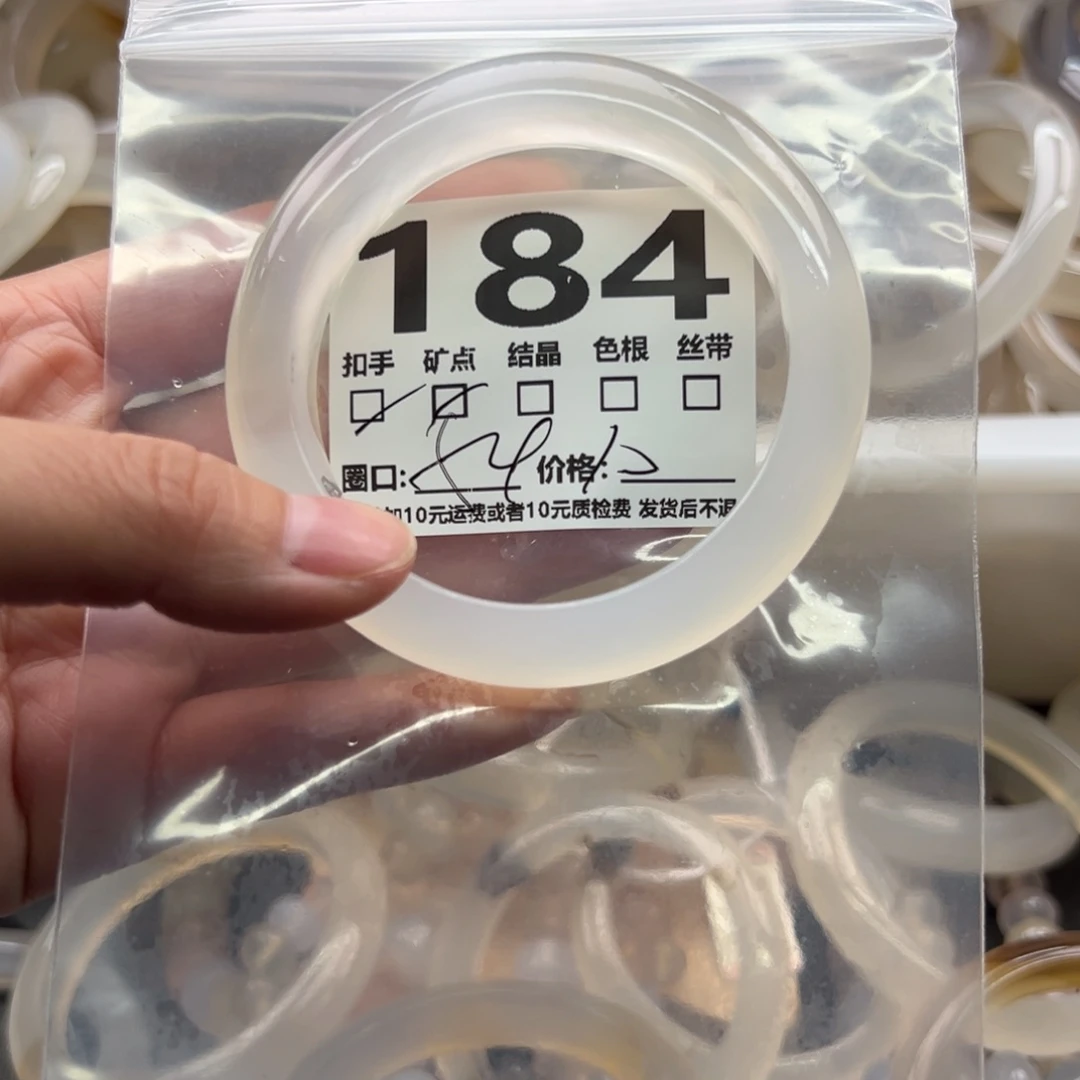 184
扣手 矿点 结晶 色根 丝带
圈口: 价格:
加10元运费或者10元质检费 发货后不退